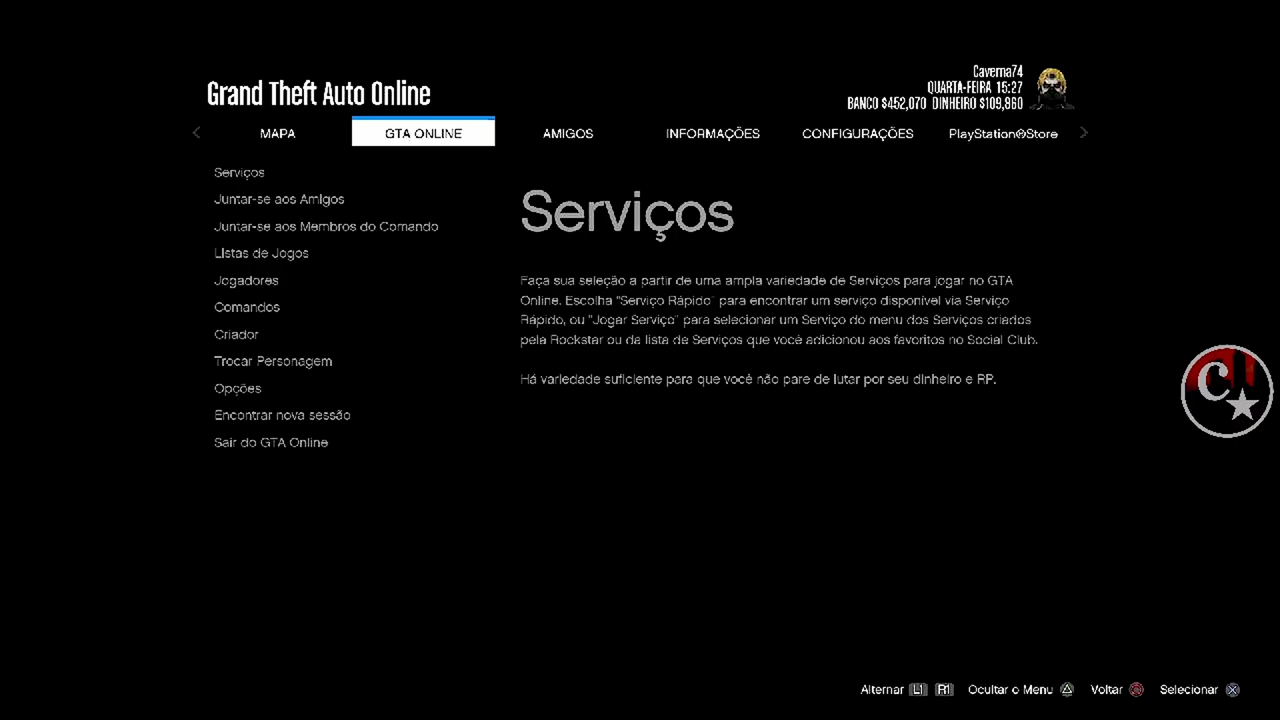 Grand Theft Auto Online
Caverna74
QUARTA-FEIRA 15:27
BANCO $452,070 DINHEIRO $109,860
MAPA
GTA ONLINE
AMIGOS
INFORMAÇÕES
CONFIGURAÇÕES
PlayStation®Store
Serviços
Juntar-se aos Amigos
Juntar-se aos Membros do Comando
Listas de Jogos
Jogadores
Comandos
Criador
Trocar Personagem
Opções
Encontrar nova sessão
Sair do GTA Online
Serviços
Faça sua seleção a partir de uma ampla variedade de Serviços para jogar no GTA
Online. Escolha "Serviço Rápido" para encontrar um serviço disponível via Serviço
Rápido, ou "Jogar Serviço" para selecionar um Serviço do menu dos Serviços criados
pela Rockstar ou da lista de Serviços que você adicionou aos favoritos no Social Club.
Há variedade suficiente para que você não pare de lutar por seu dinheiro e RP.
C
Alternar L1 R1 Ocultar o Menu Voltar Selecionar